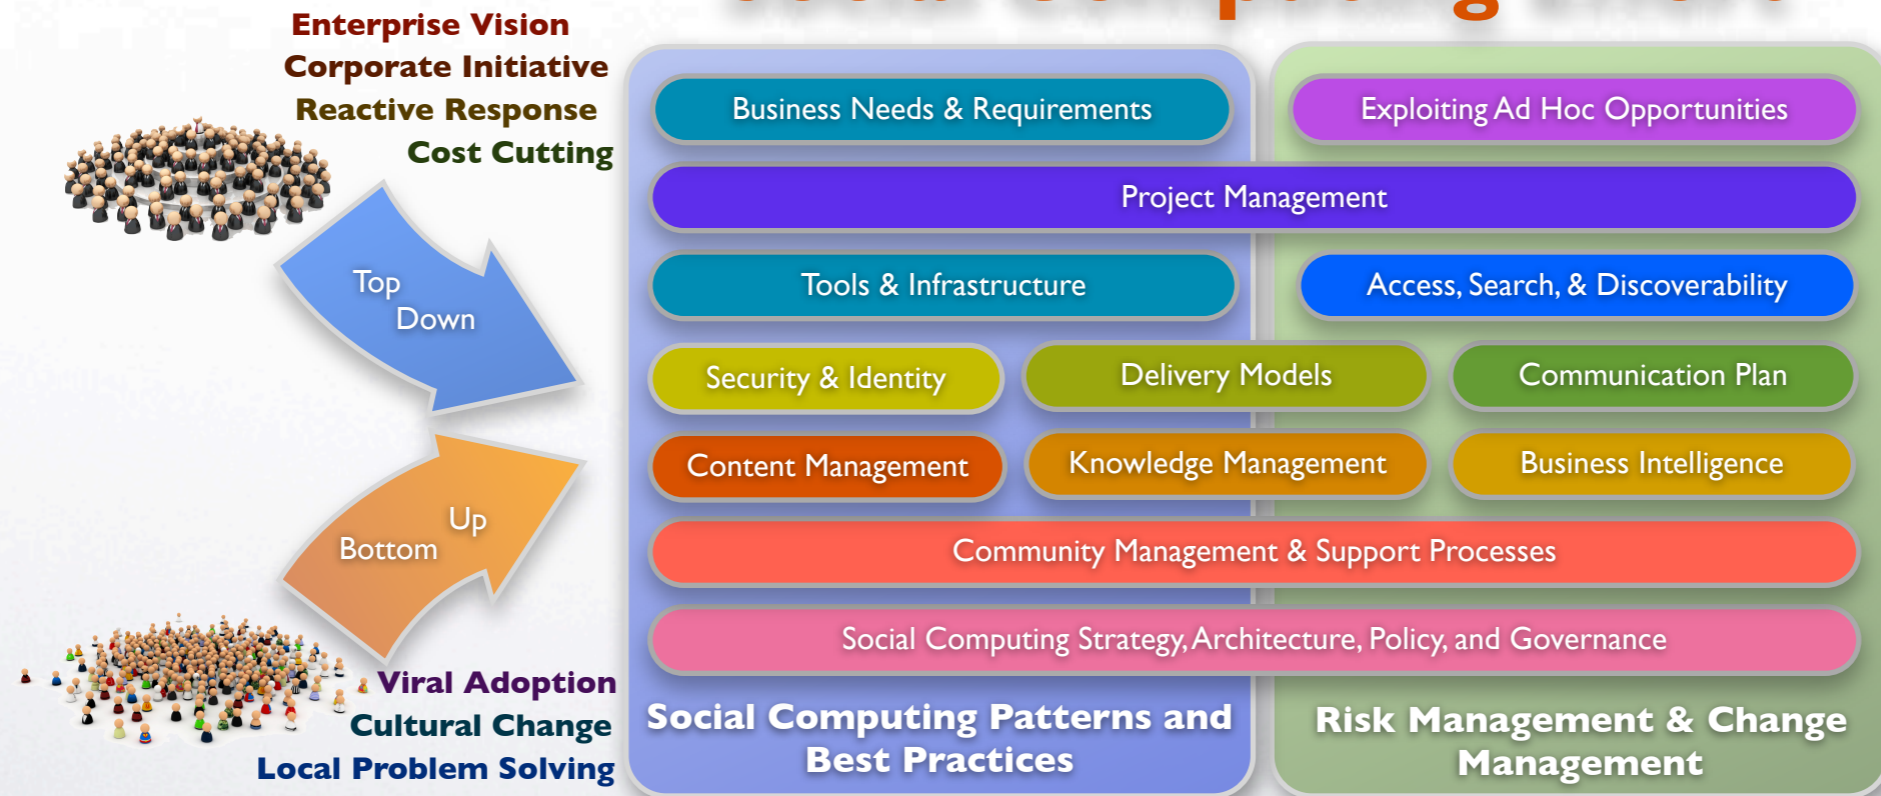 Social Computing
Enterprise Vision
Corporate Initiative
Reactive Response
Cost Cutting
Top
Down
Up
Bottom
Viral Adoption
Cultural Change
Local Problem Solving
Business Needs & Requirements
Exploiting Ad Hoc Opportunities
Project Management
Tools & Infrastructure
Access, Search, & Discoverability
Security & Identity
Delivery Models
Communication Plan
Content Management
Knowledge Management
Business Intelligence
Community Management & Support Processes
Social Computing Strategy, Architecture, Policy, and Governance
Social Computing Patterns and
Best Practices
Risk Management & Change
Management